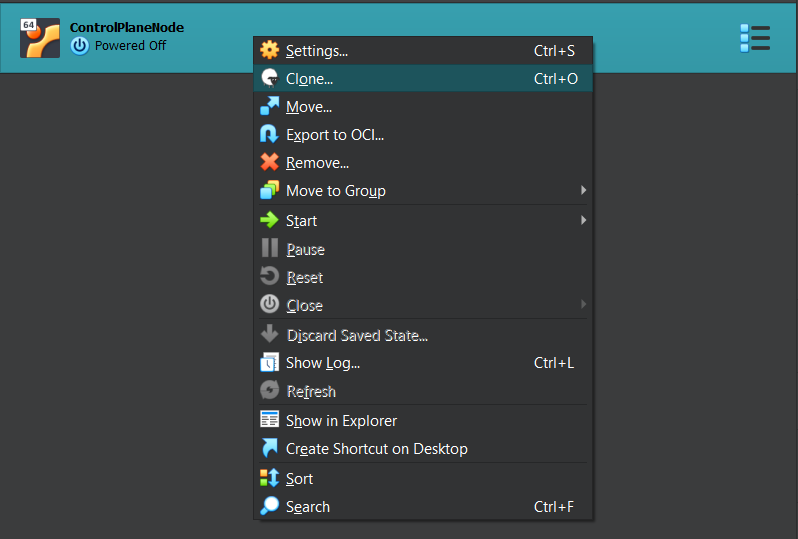 64
ControlPlaneNode
Powered Off
Settings... Ctrl+S
Clone... Ctrl+O
Move...
Export to OCI...
Remove...
Move to Group
Start
Pause
Reset
Close
Discard Saved State...
Show Log... Ctrl+L
Refresh
Show in Explorer
Create Shortcut on Desktop
Sort
Search Ctrl+F